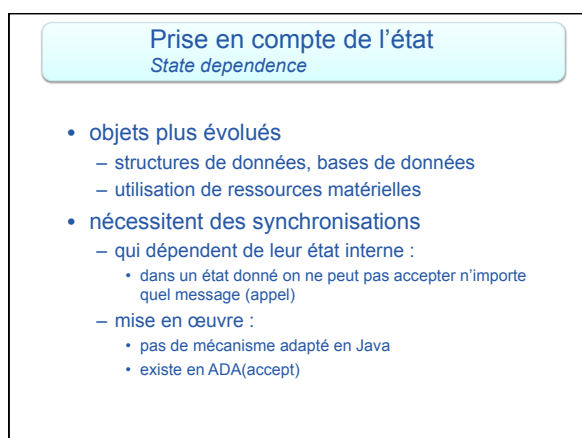 Prise en compte de l'état
State dependence
• objets plus évolués
– structures de données, bases de données
– utilisation de ressources matérielles
• nécessitent des synchronisations
– qui dépendent de leur état interne :
• dans un état donné on ne peut pas accepter n'importe
quel message (appel)
– mise en œuvre :
• pas de mécanisme adapté en Java
• existe en ADA(accept)